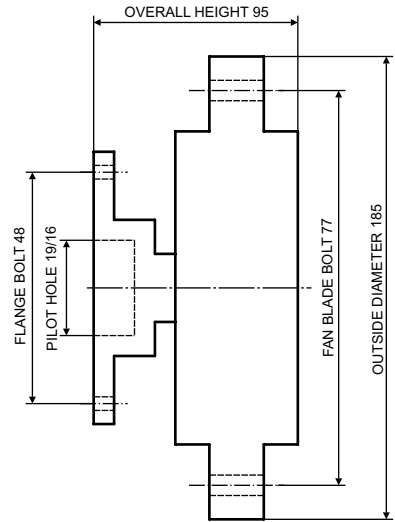 OVERALL HEIGHT 95
FLANGE BOLT 48
PILOT HOLE 19/16
FAN BLADE BOLT 77
OUTSIDE DIAMETER 185